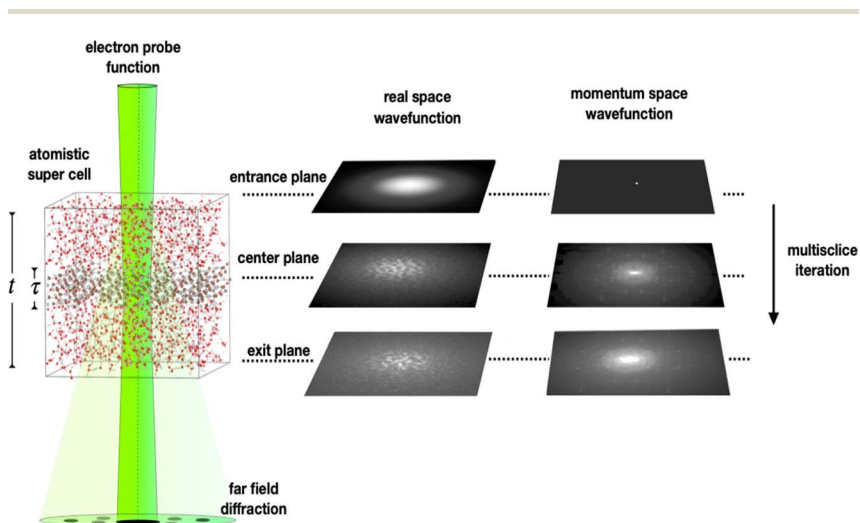 electron probe
function
real space
wavefunction
momentum space
wavefunction
atomistic
super cell
entrance plane
center plane
multisclice
iteration
t
τ
exit plane
far field
diffraction